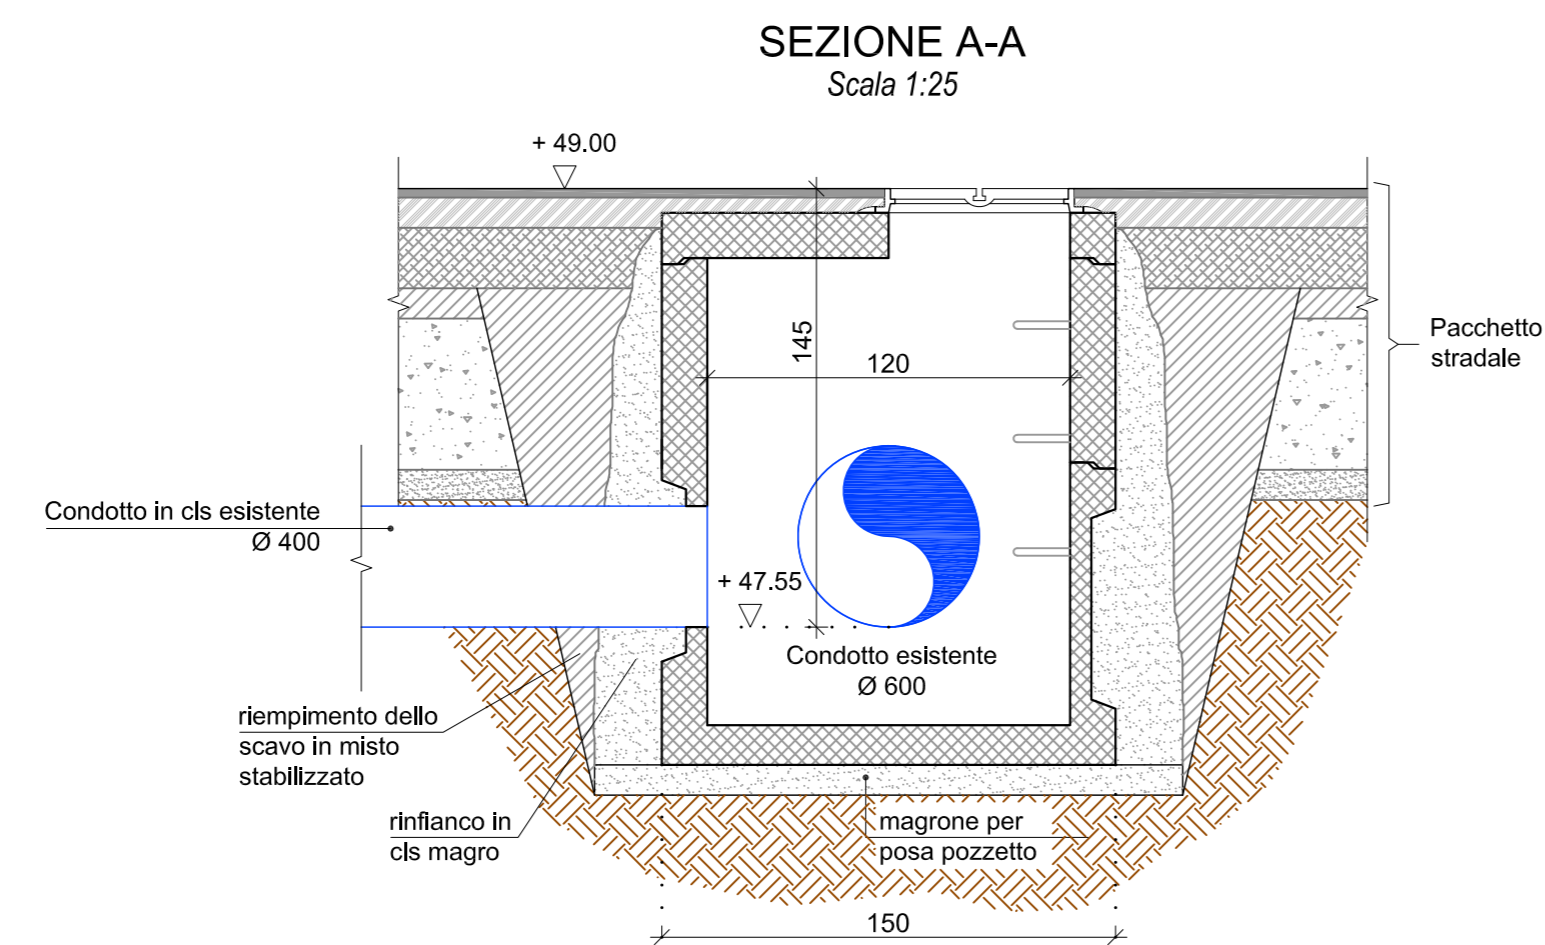 SEZIONE A-A
Scala 1:25
+ 49.00
145
120
Pacchetto
stradale
Condotto in cls esistente
Ø 400
+ 47.55
Condotto esistente
Ø 600
riempimento dello
scavo in misto
stabilizzato
rinfianco in
cls magro
magrone per
posa pozzetto
150